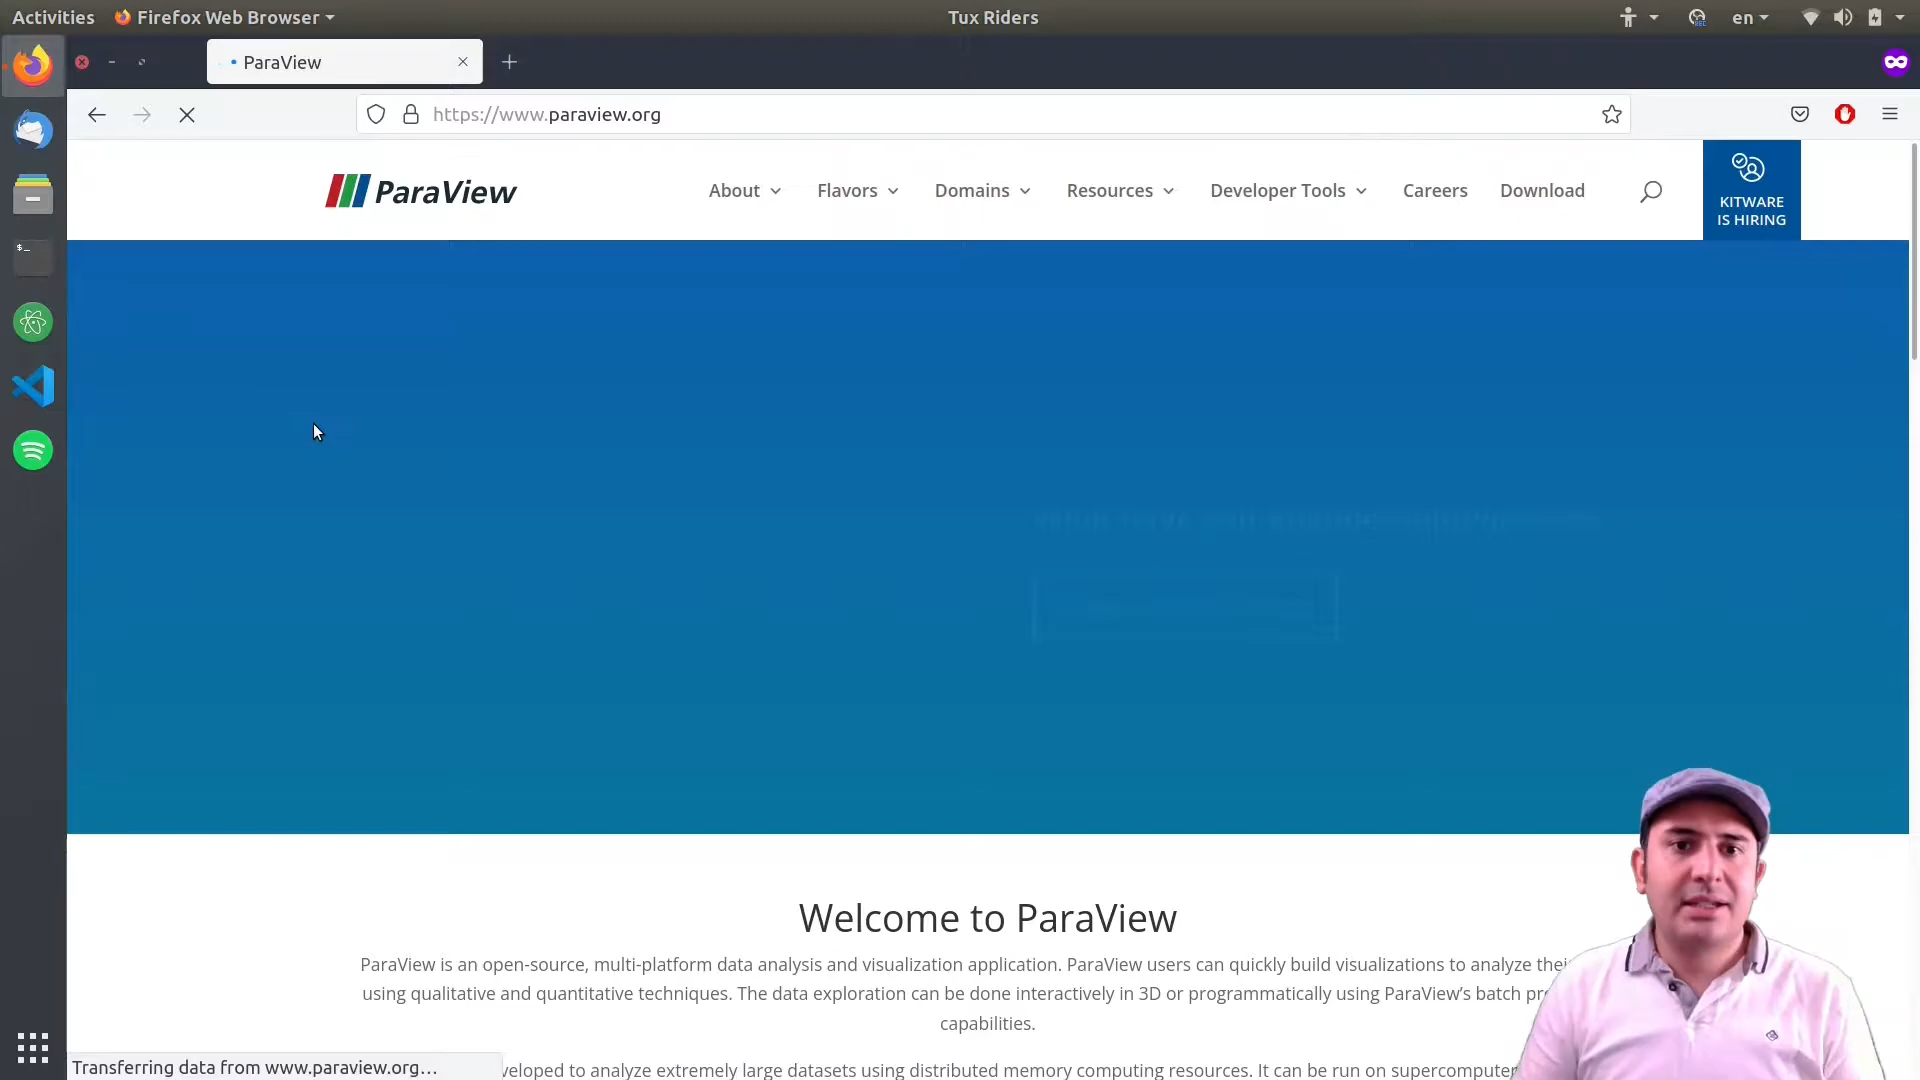 Activities
Firefox Web Browser
Tux Riders
en
ParaView
https://www.paraview.org
ParaView
About
Flavors
Domains
Resources
Developer Tools
Careers
Download
KITWARE
IS HIRING
Welcome to ParaView
ParaView is an open-source, multi-platform data analysis and visualization application. ParaView users can quickly build visualizations to analyze
using qualitative and quantitative techniques. The data exploration can be done interactively in 3D or programmatically using ParaView's batch
capabilities.
Transferring data from www.paraview.org…
to analyze extremely large datasets using distributed memory computing resources. It can be run on